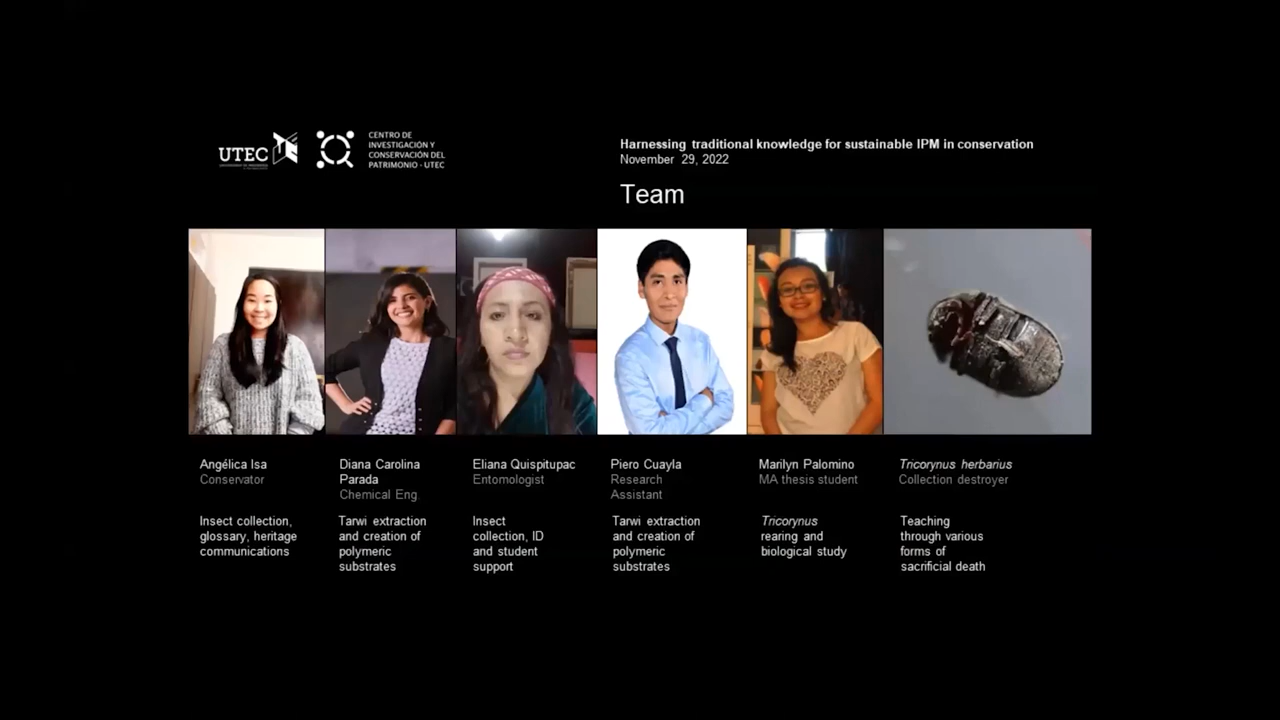 UTEC
CENTRO DE
INVESTIGACIÓN Y
CONSERVACIÓN DEL
PATRIMONIO - UTEC
Harnessing traditional knowledge for sustainable IPM in conservation
November 29, 2022
Team
Angélica Isa
Conservator
Insect collection,
glossary, heritage
communications
Diana Carolina
Parada
Chemical Eng.
Tarwi extraction
and creation of
polymeric
substrates
Eliana Quispitupac
Entomologist
Insect
collection, ID
and student
support
Piero Cuayla
Research
Assistant
Tarwi extraction
and creation of
polymeric
substrates
Marilyn Palomino
MA thesis student
Tricorynus
rearing and
biological study
Tricorynus herbarius
Collection destroyer
Teaching
through various
forms of
sacrificial death